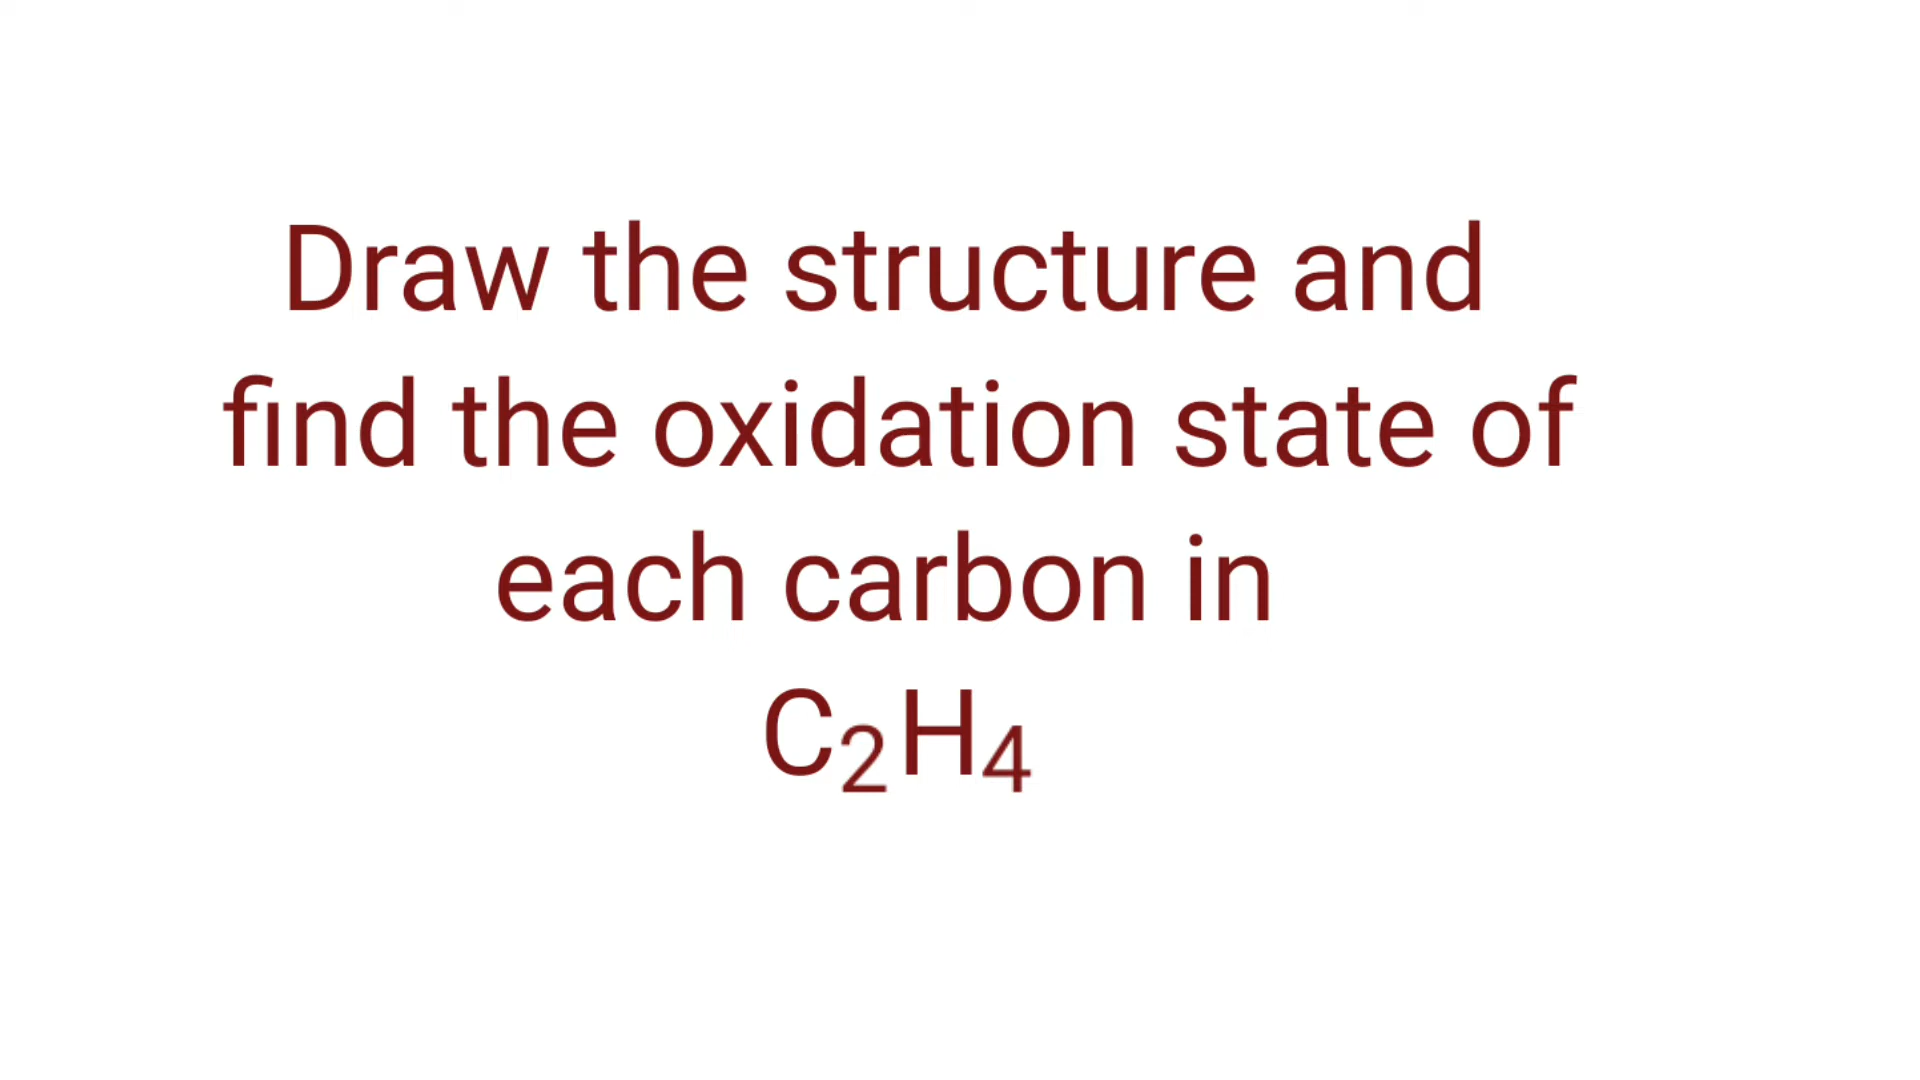 Draw the structure and
find the oxidation state of
each carbon in
C₂H₄